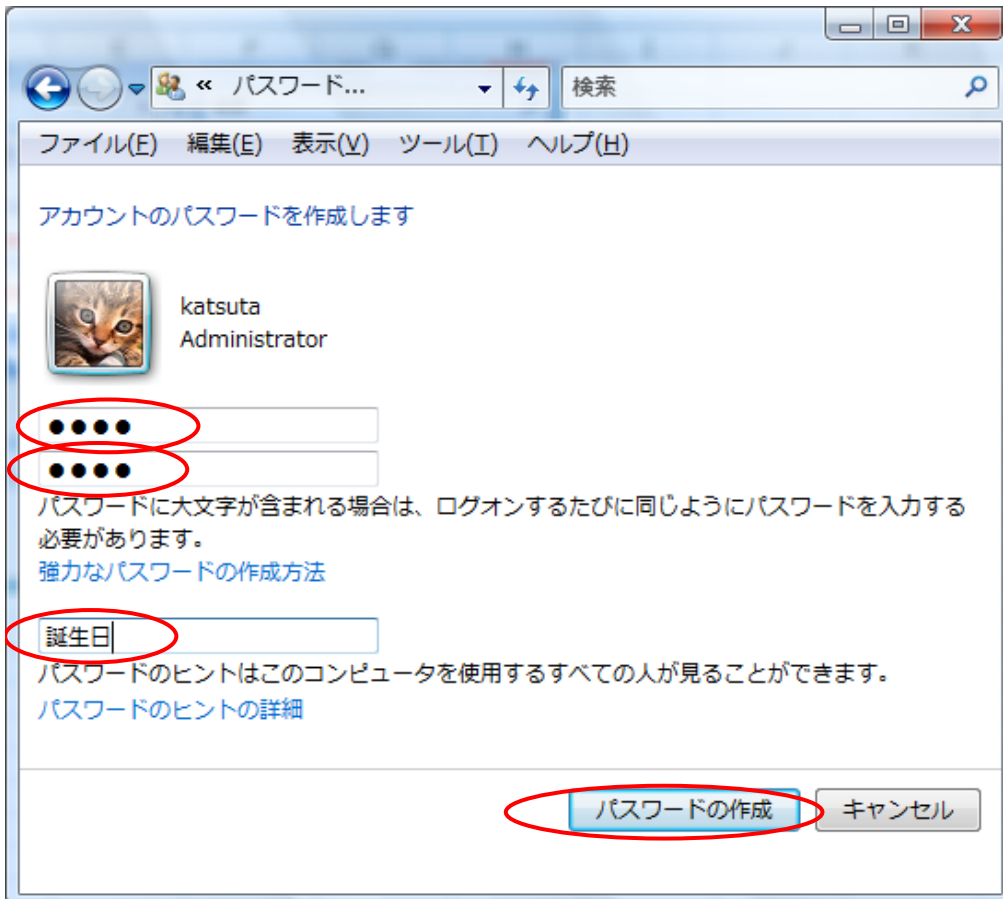 « パスワード... 検索
ファイル(F) 編集(E) 表示(V) ツール(T) ヘルプ(H)
アカウントのパスワードを作成します
katsuta
Administrator
●●●●
●●●●
パスワードに大文字が含まれる場合は、ログオンするたびに同じようにパスワードを入力する
必要があります。
強力なパスワードの作成方法
誕生日
パスワードのヒントはこのコンピュータを使用するすべての人が見ることができます。
パスワードのヒントの詳細
パスワードの作成 キャンセル